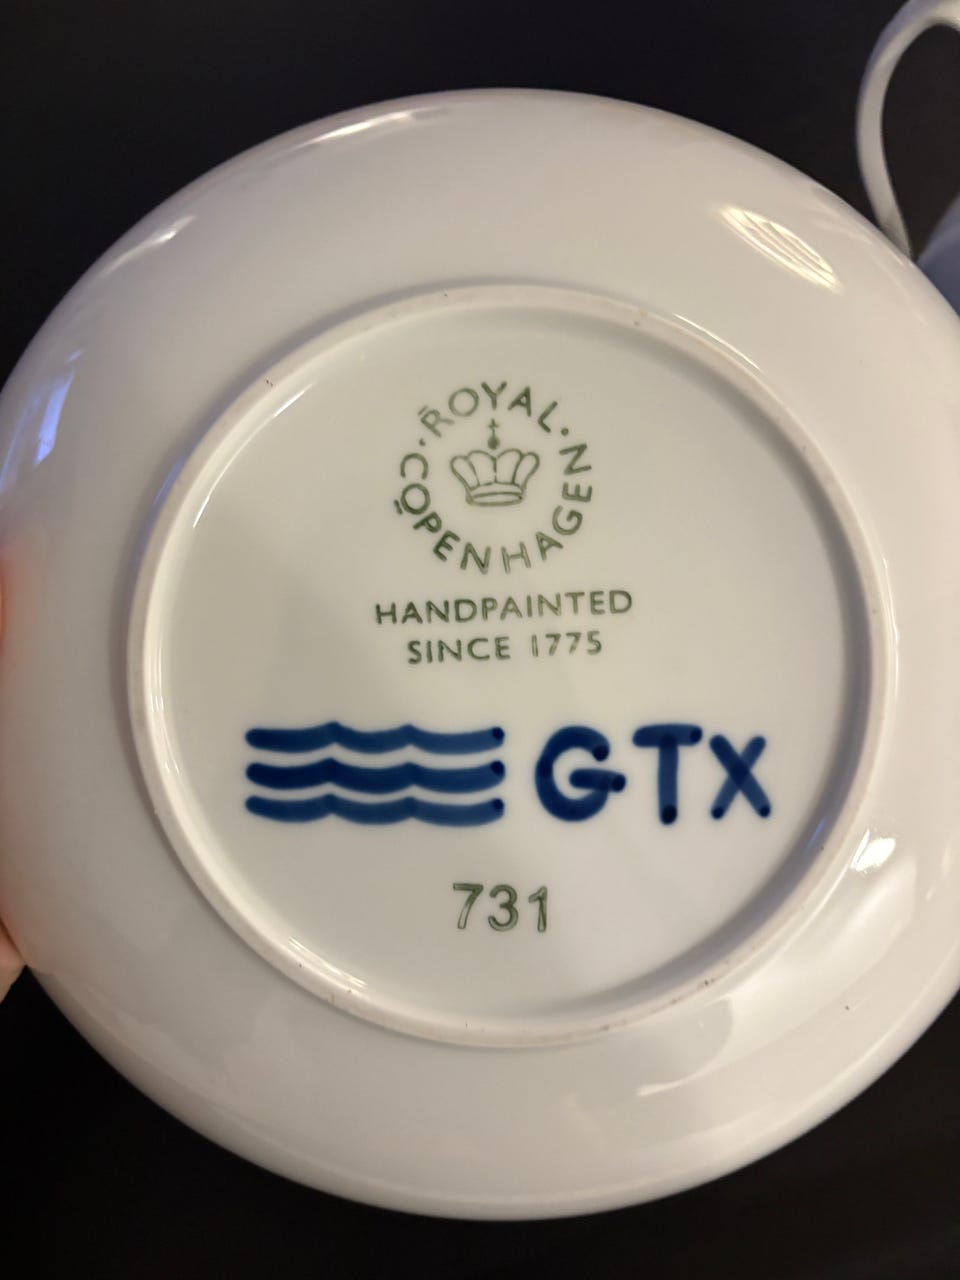 ROYAL · COPENHAGEN ·
HANDPAINTED
SINCE 1775
GTX
731